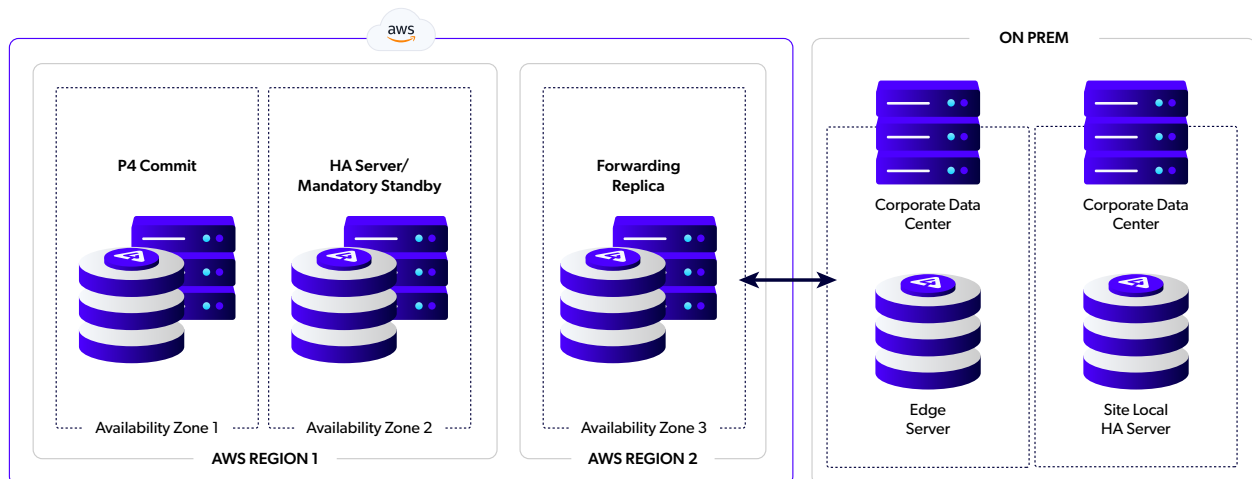 aws
ON PREM
P4 Commit
HA Server/
Mandatory Standby
Forwarding
Replica
Corporate Data
Center
Corporate Data
Center
Edge
Server
Site Local
HA Server
Availability Zone 1
Availability Zone 2
Availability Zone 3
AWS REGION 1
AWS REGION 2